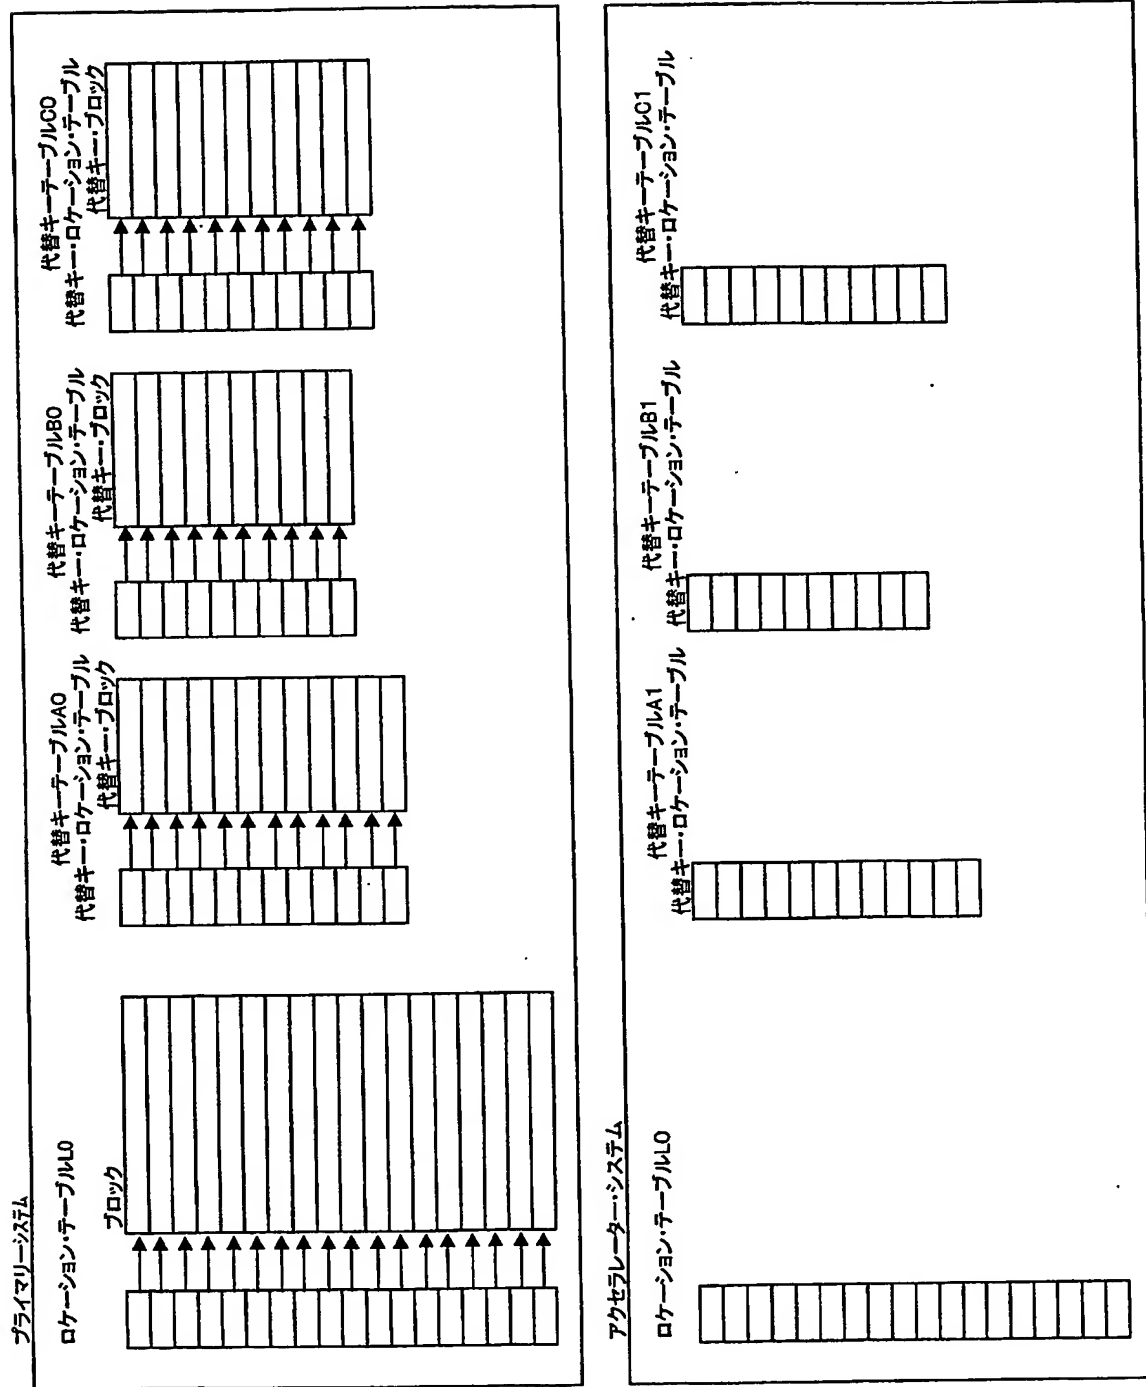 プライマリーシステム
ロケーション・テーブルL0
ブロック
代替キーテーブルA0
代替キー・ロケーション・テーブル
代替キー・ブロック
代替キーテーブルB0
代替キー・ロケーション・テーブル
代替キー・ブロック
代替キーテーブルC0
代替キー・ロケーション・テーブル
代替キー・ブロック
アクセラレーター・システム
ロケーション・テーブルL0
代替キーテーブルA1
代替キー・ロケーション・テーブル
代替キーテーブルB1
代替キー・ロケーション・テーブル
代替キーテーブルC1
代替キー・ロケーション・テーブル